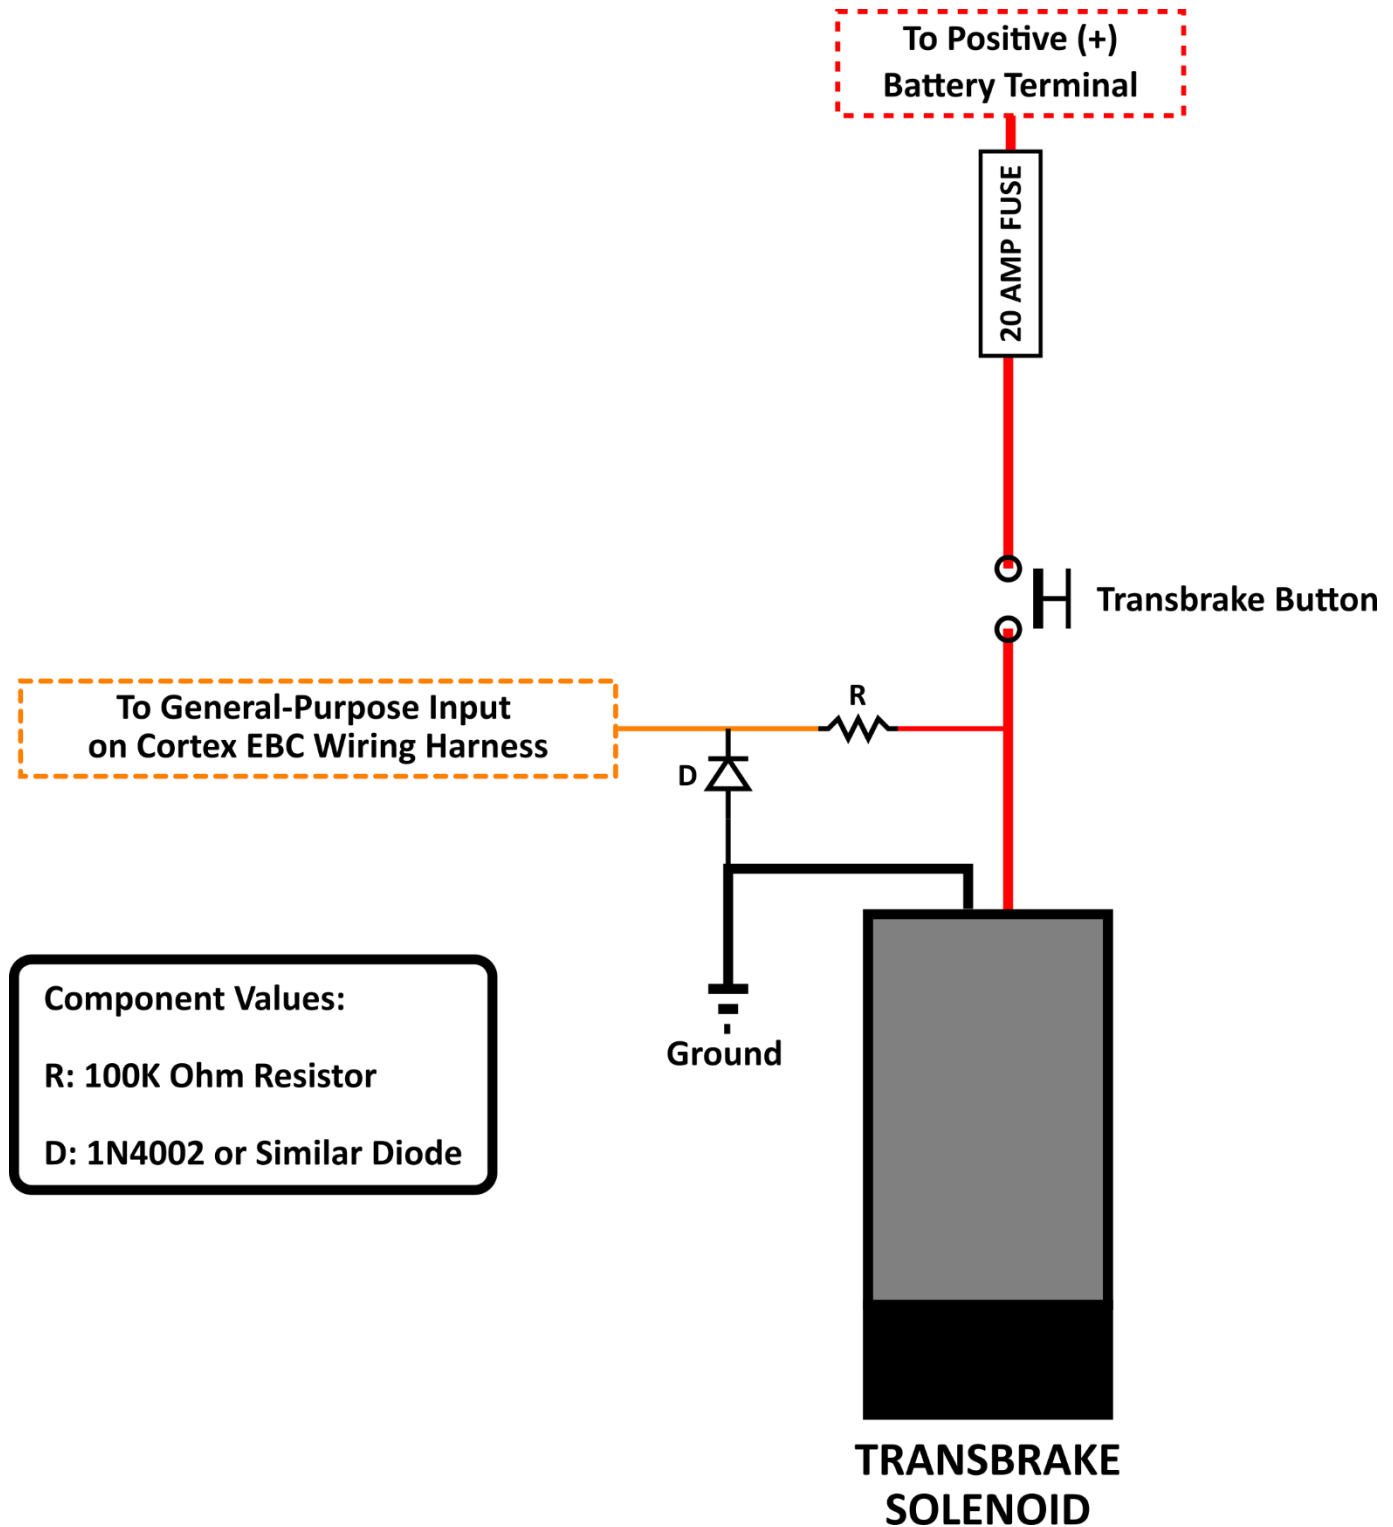 To Positive (+)
Battery Terminal
20 AMP FUSE
Transbrake Button
To General-Purpose Input
on Cortex EBC Wiring Harness
R
D
Ground
Component Values:
R: 100K Ohm Resistor
D: 1N4002 or Similar Diode
TRANSBRAKE
SOLENOID